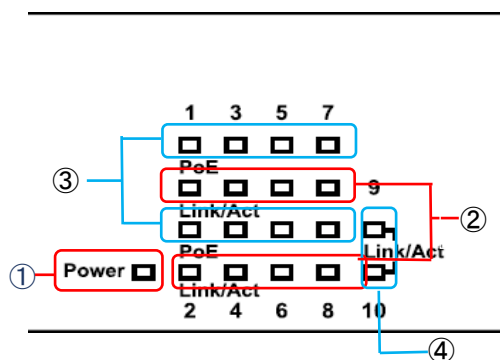 1 3 5 7
PoE
③
9
Link/Act
②
PoE
Link/Act
① Power
Link/Act
2 4 6 8 10
④